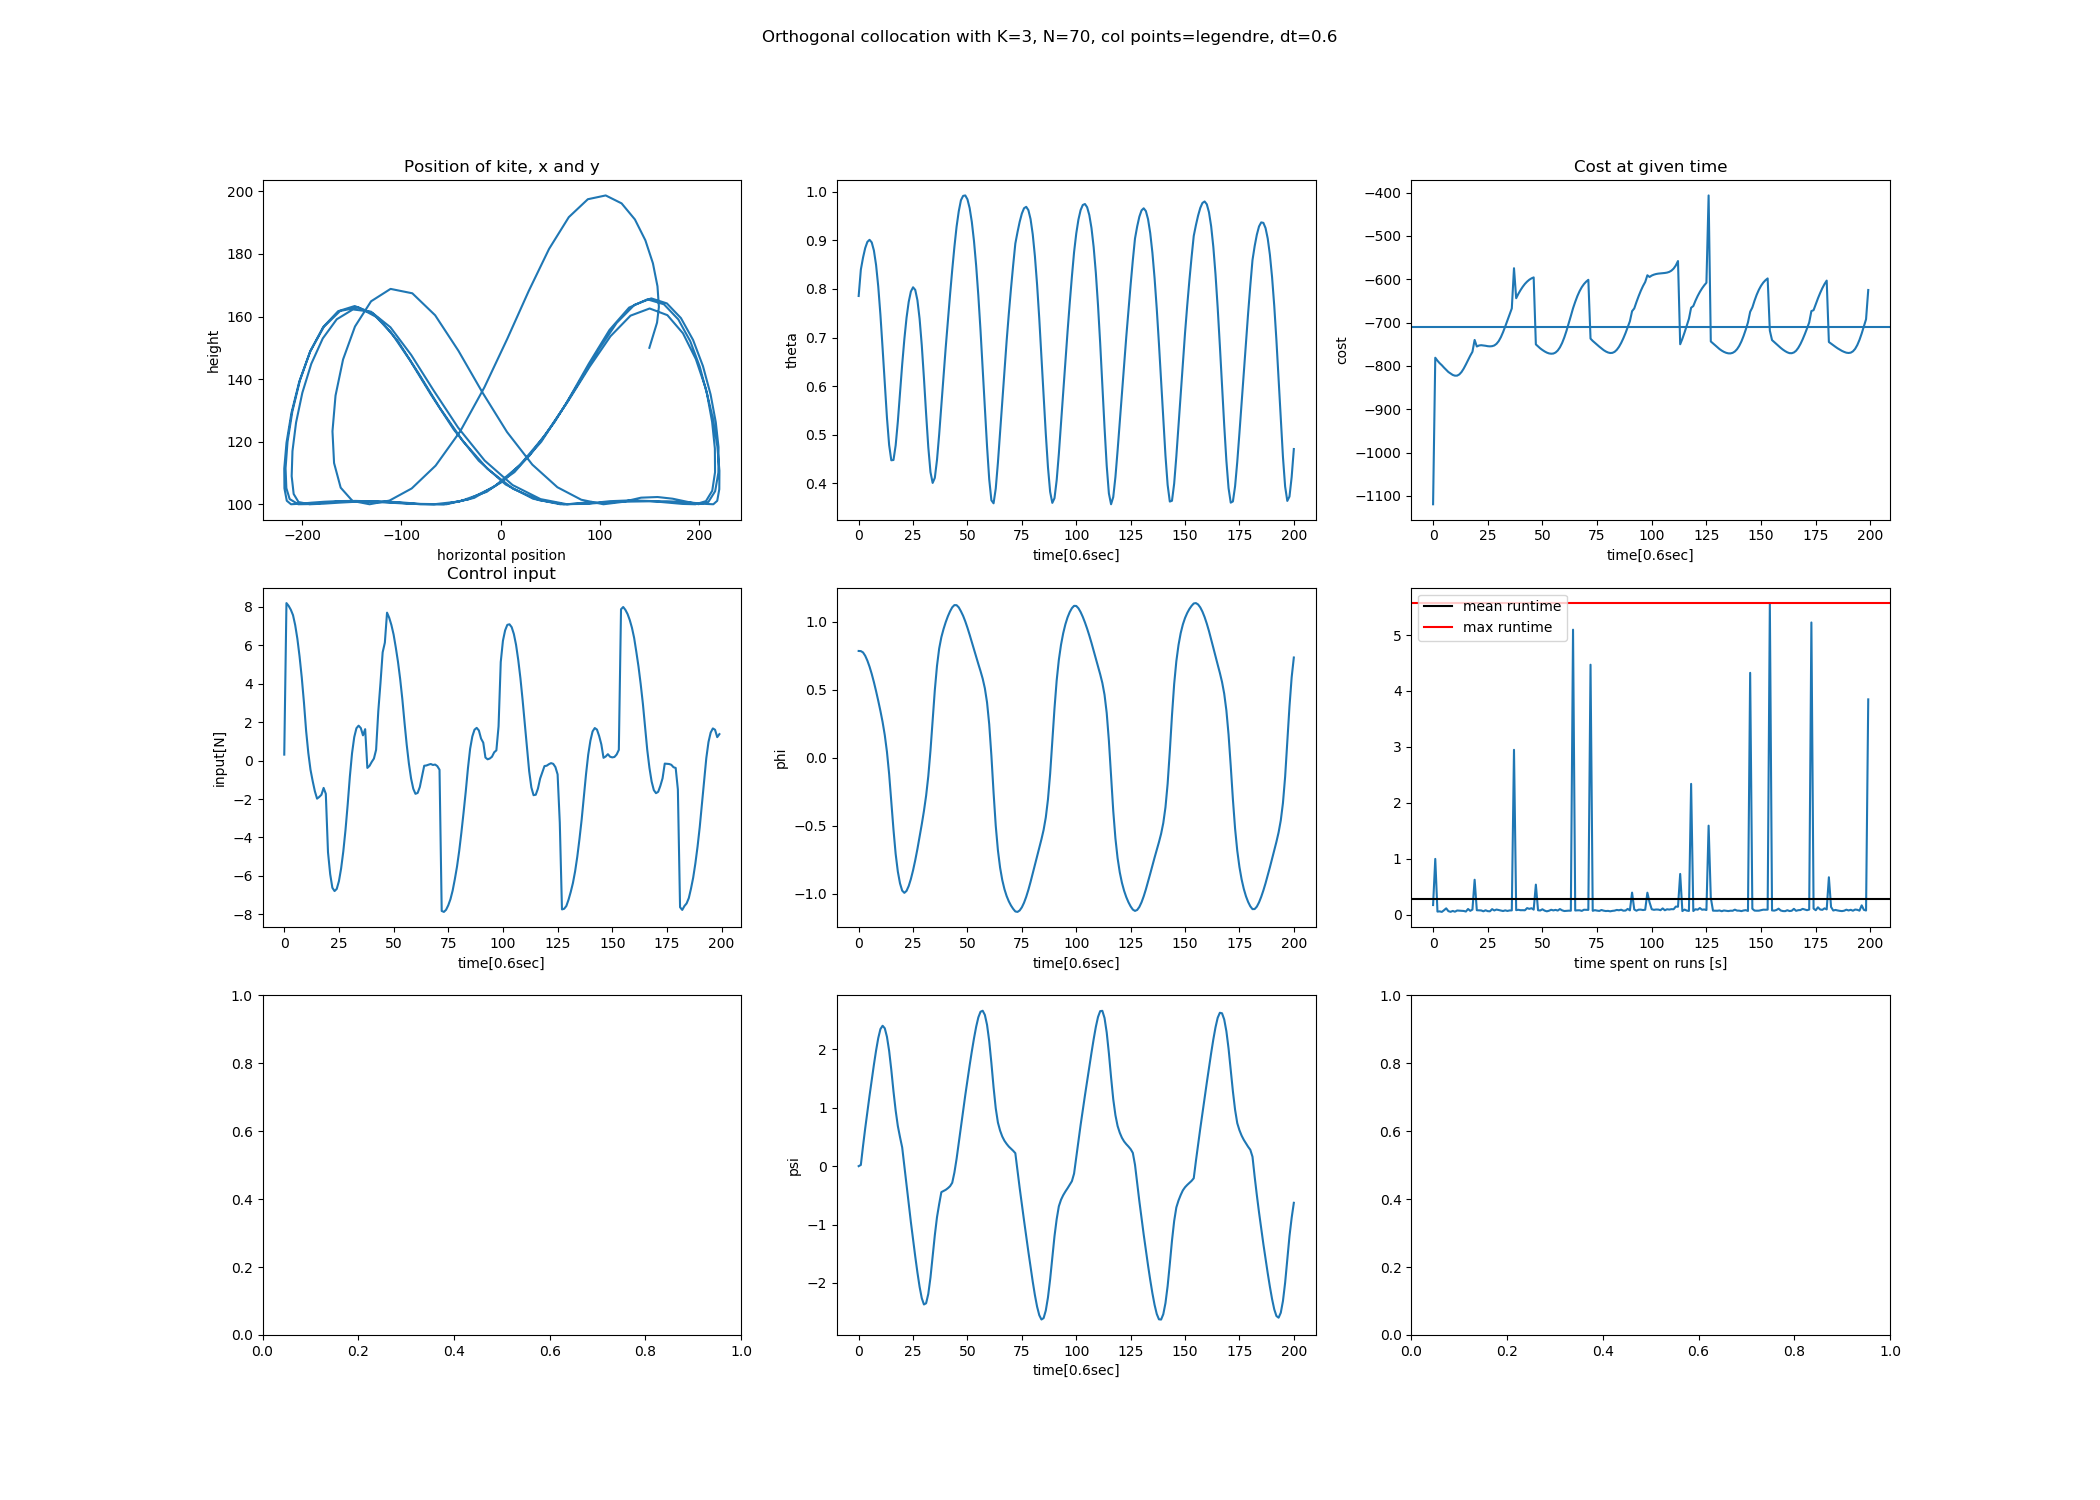 Orthogonal collocation with K=3, N=70, col points=legendre, dt=0.6
Position of kite, x and y
200
180
160
140
120
100
height
−200 −100 0 100 200
horizontal position
1.0
0.9
0.8
0.7
0.6
0.5
0.4
theta
0 25 50 75 100 125 150 175 200
time[0.6sec]
Cost at given time
−400
−500
−600
−700
−800
−900
−1000
−1100
cost
0 25 50 75 100 125 150 175 200
time[0.6sec]
Control input
8
6
4
2
0
−2
−4
−6
−8
input[N]
0 25 50 75 100 125 150 175 200
time[0.6sec]
1.0
0.5
0.0
−0.5
−1.0
phi
0 25 50 75 100 125 150 175 200
time[0.6sec]
mean runtime
max runtime
5
4
3
2
1
0
0 25 50 75 100 125 150 175 200
time spent on runs [s]
1.0
0.8
0.6
0.4
0.2
0.0
0.0 0.2 0.4 0.6 0.8 1.0
2
1
0
−1
−2
psi
0 25 50 75 100 125 150 175 200
time[0.6sec]
1.0
0.8
0.6
0.4
0.2
0.0
0.0 0.2 0.4 0.6 0.8 1.0